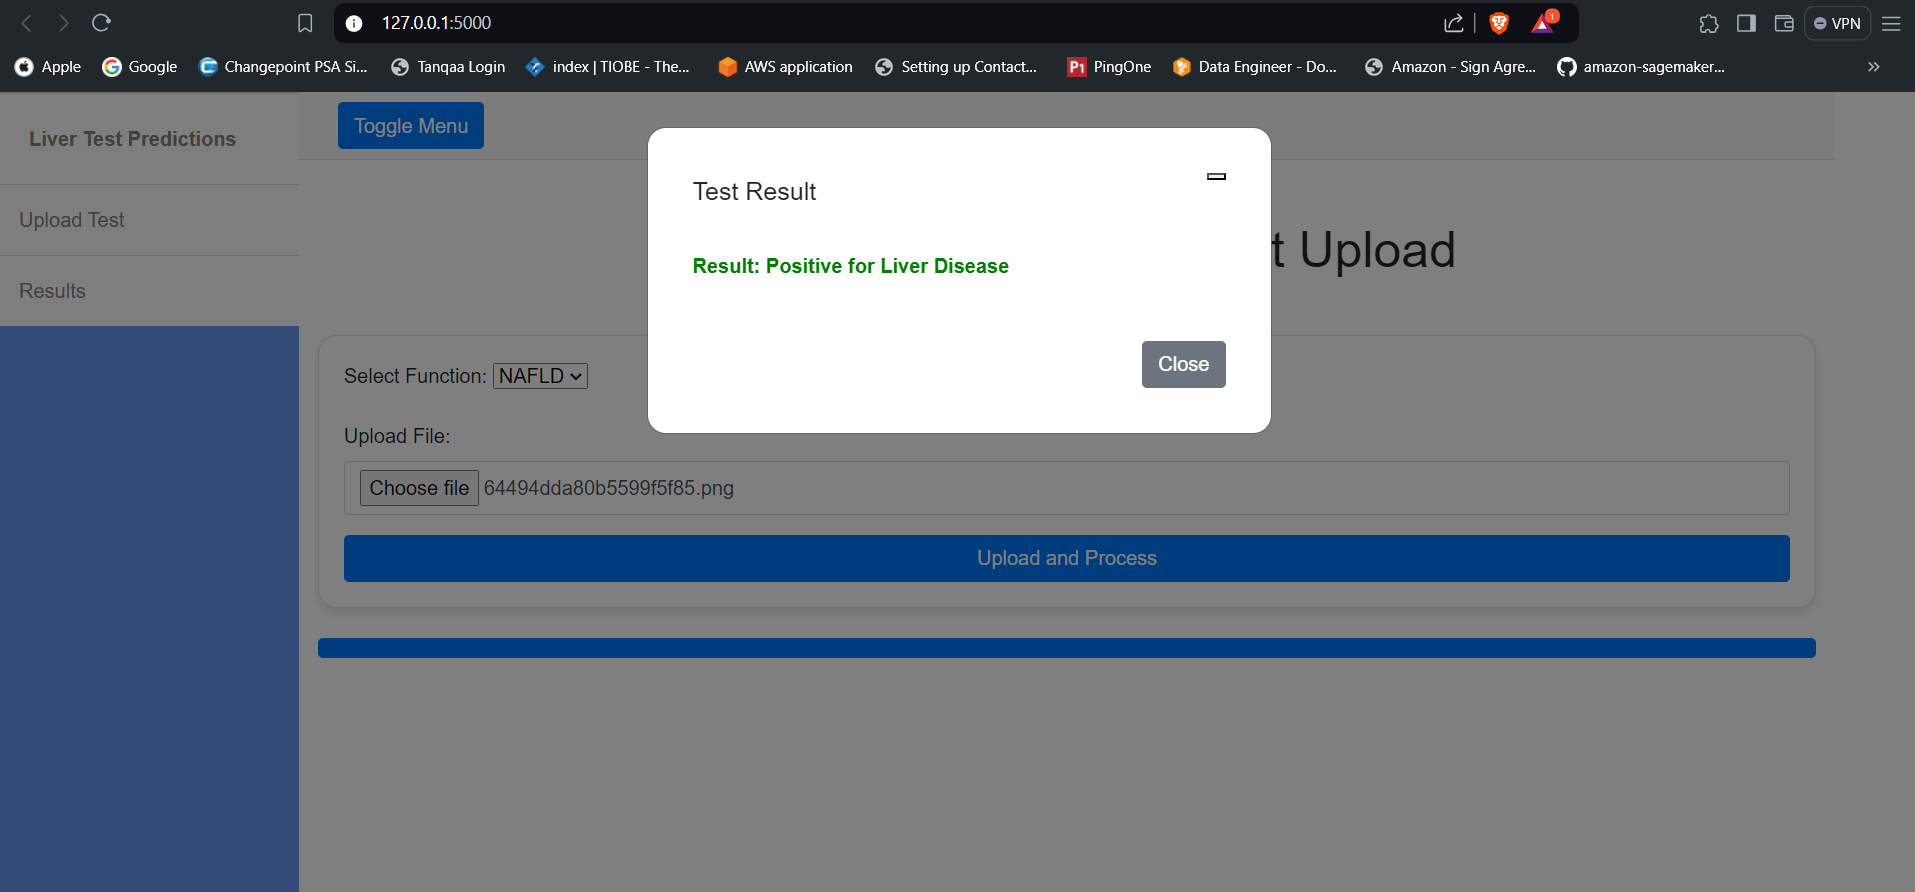 127.0.0.1:5000
1
VPN
Apple
Google
Changepoint PSA Si...
Tanqaa Login
index | TIOBE - The...
AWS application
Setting up Contact...
P1 PingOne
Data Engineer - Do...
Amazon - Sign Agre...
amazon-sagemaker...
»
Liver Test Predictions
Upload Test
Results
Toggle Menu
t Upload
Test Result
Result: Positive for Liver Disease
Close
Select Function: NAFLD
Upload File:
Choose file 64494dda80b5599f5f85.png
Upload and Process